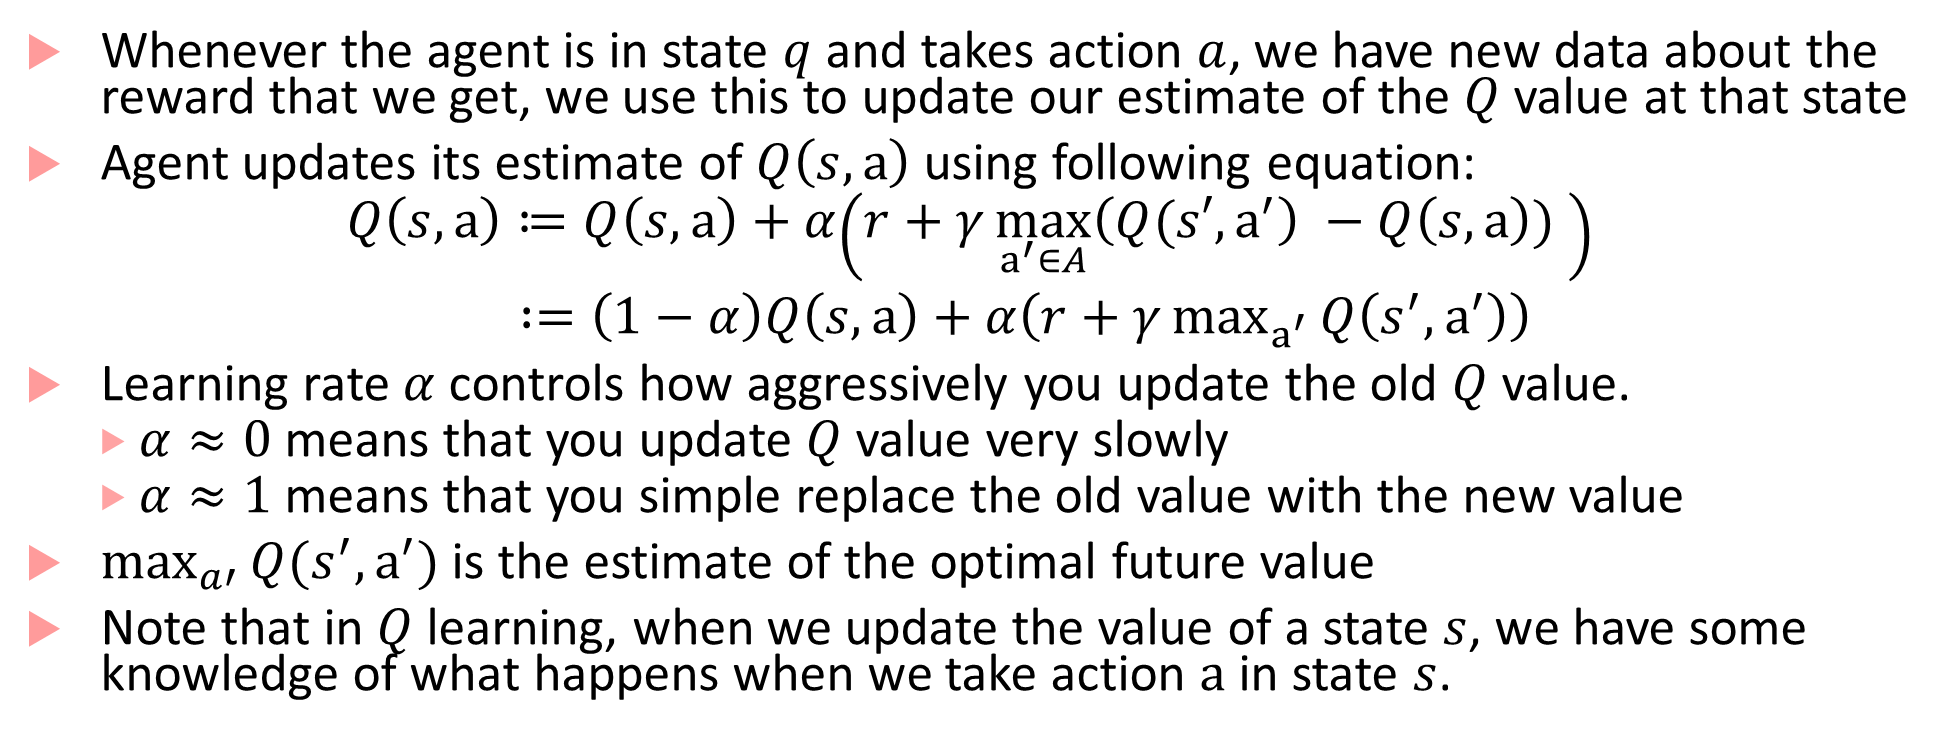 Whenever the agent is in state q and takes action a, we have new data about the
reward that we get, we use this to update our estimate of the Q value at that state
Agent updates its estimate of Q(s, a) using following equation:
Q(s, a) ≔ Q(s, a) + α(r + γ max_{a′∈A}(Q(s′, a′) − Q(s, a)) )
:= (1 − α)Q(s, a) + α(r + γ max_{a′} Q(s′, a′))
Learning rate α controls how aggressively you update the old Q value.
α ≈ 0 means that you update Q value very slowly
α ≈ 1 means that you simple replace the old value with the new value
max_{a′} Q(s′, a′) is the estimate of the optimal future value
Note that in Q learning, when we update the value of a state s, we have some
knowledge of what happens when we take action a in state s.